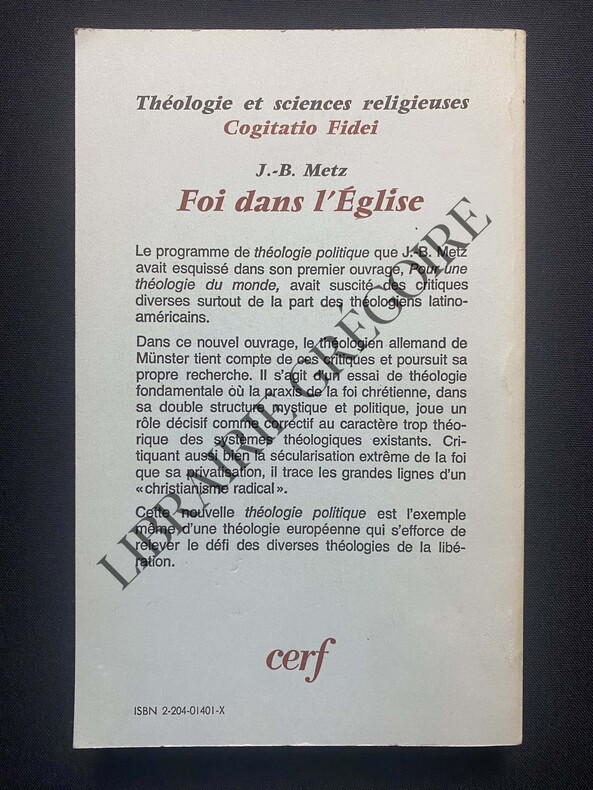 Théologie et sciences religieuses
Cogitatio Fidei
J.-B. Metz
Foi dans l'Église
Le programme de théologie politique que J.-B. Metz
avait esquissé dans son premier ouvrage, Pour une
théologie du monde, avait suscité des critiques
diverses surtout de la part des théologiens latino-
américains.
Dans ce nouvel ouvrage, le théologien allemand de
Münster tient compte de ces critiques et poursuit sa
propre recherche. Il s'agit d'un essai de théologie
fondamentale où la praxis de la foi chrétienne, dans
sa double structure mystique et politique, joue un
rôle décisif comme correctif au caractère trop théo-
rique des systèmes théologiques existants. Cri-
tiquant aussi bien la sécularisation extrême de la foi
que sa privatisation, il trace les grandes lignes d'un
«christianisme radical».
Cette nouvelle théologie politique est l'exemple
même d'une théologie européenne qui s'efforce de
relever le défi des diverses théologies de la libé-
ration.
cerf
ISBN 2-204-01401-X
LIBRAIRIE GRÉGOIRE